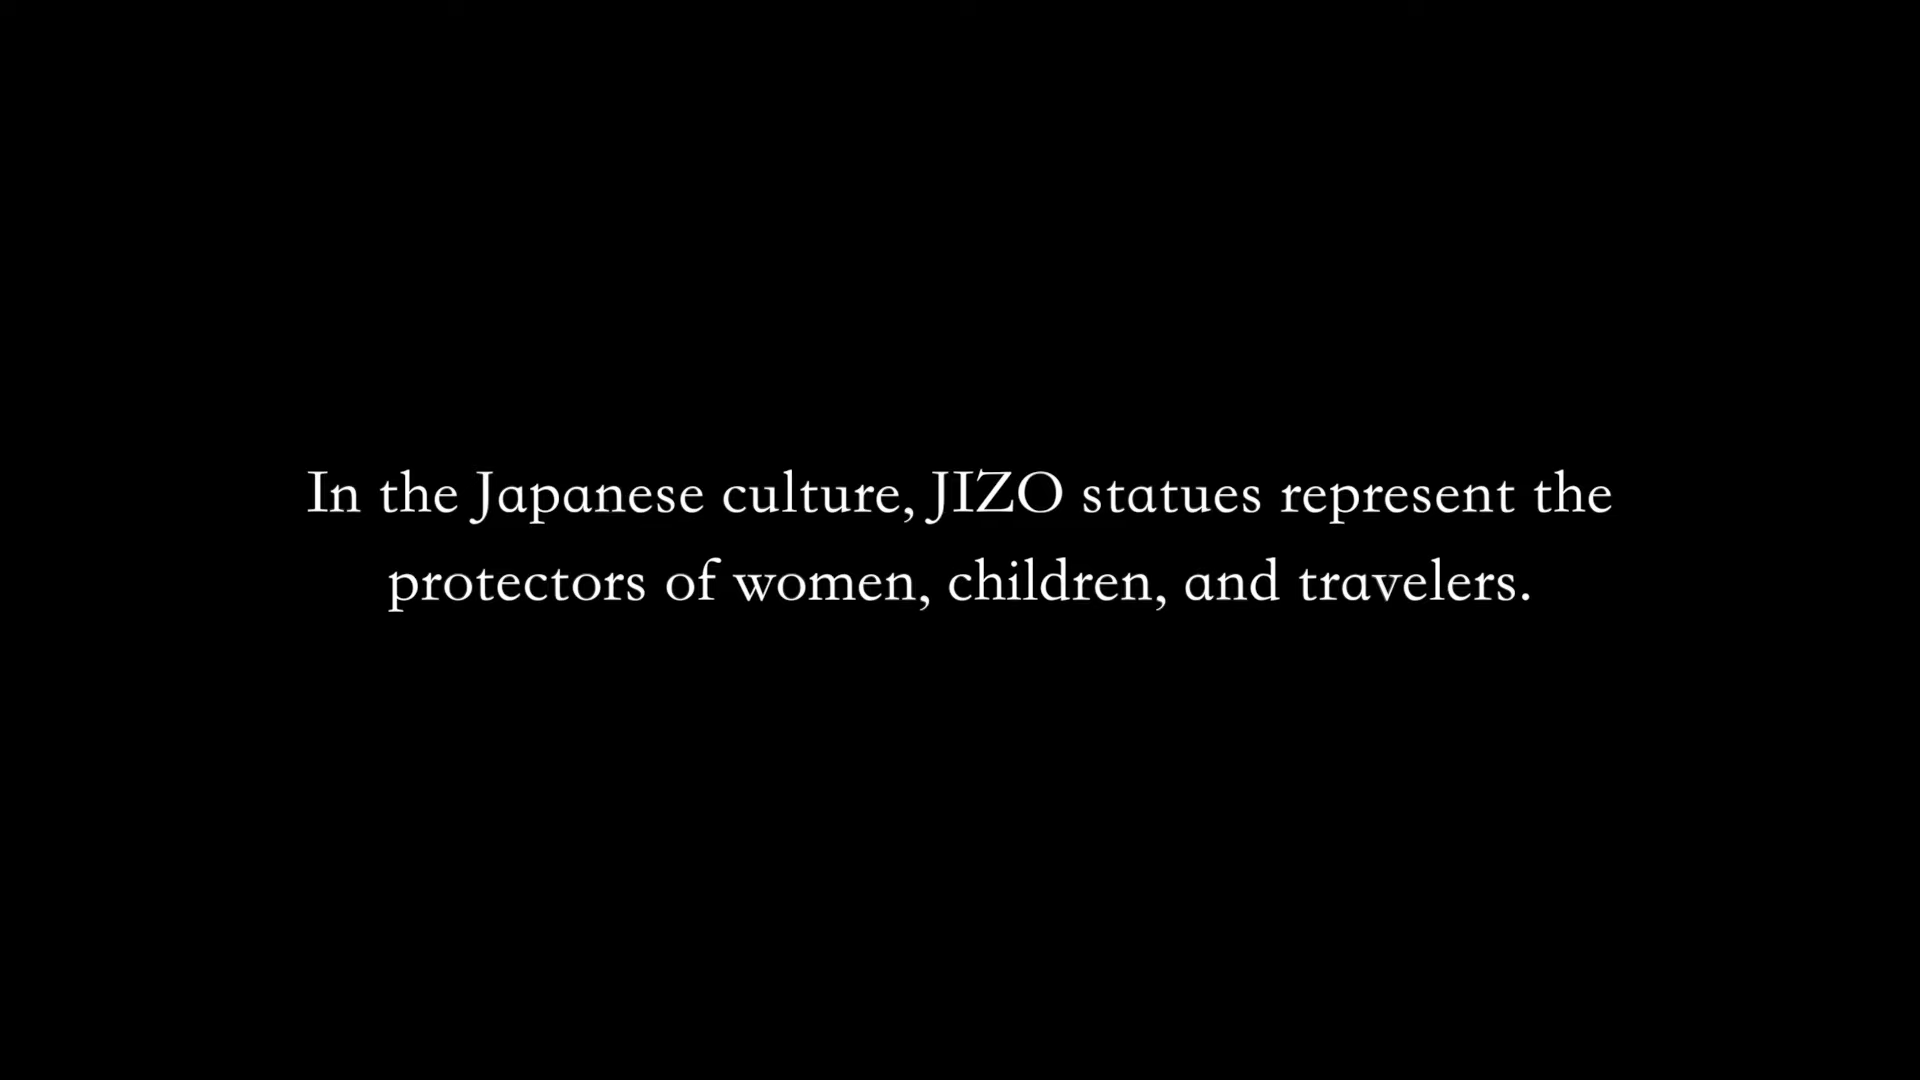 In the Japanese culture, JIZO statues represent the
protectors of women, children, and travelers.